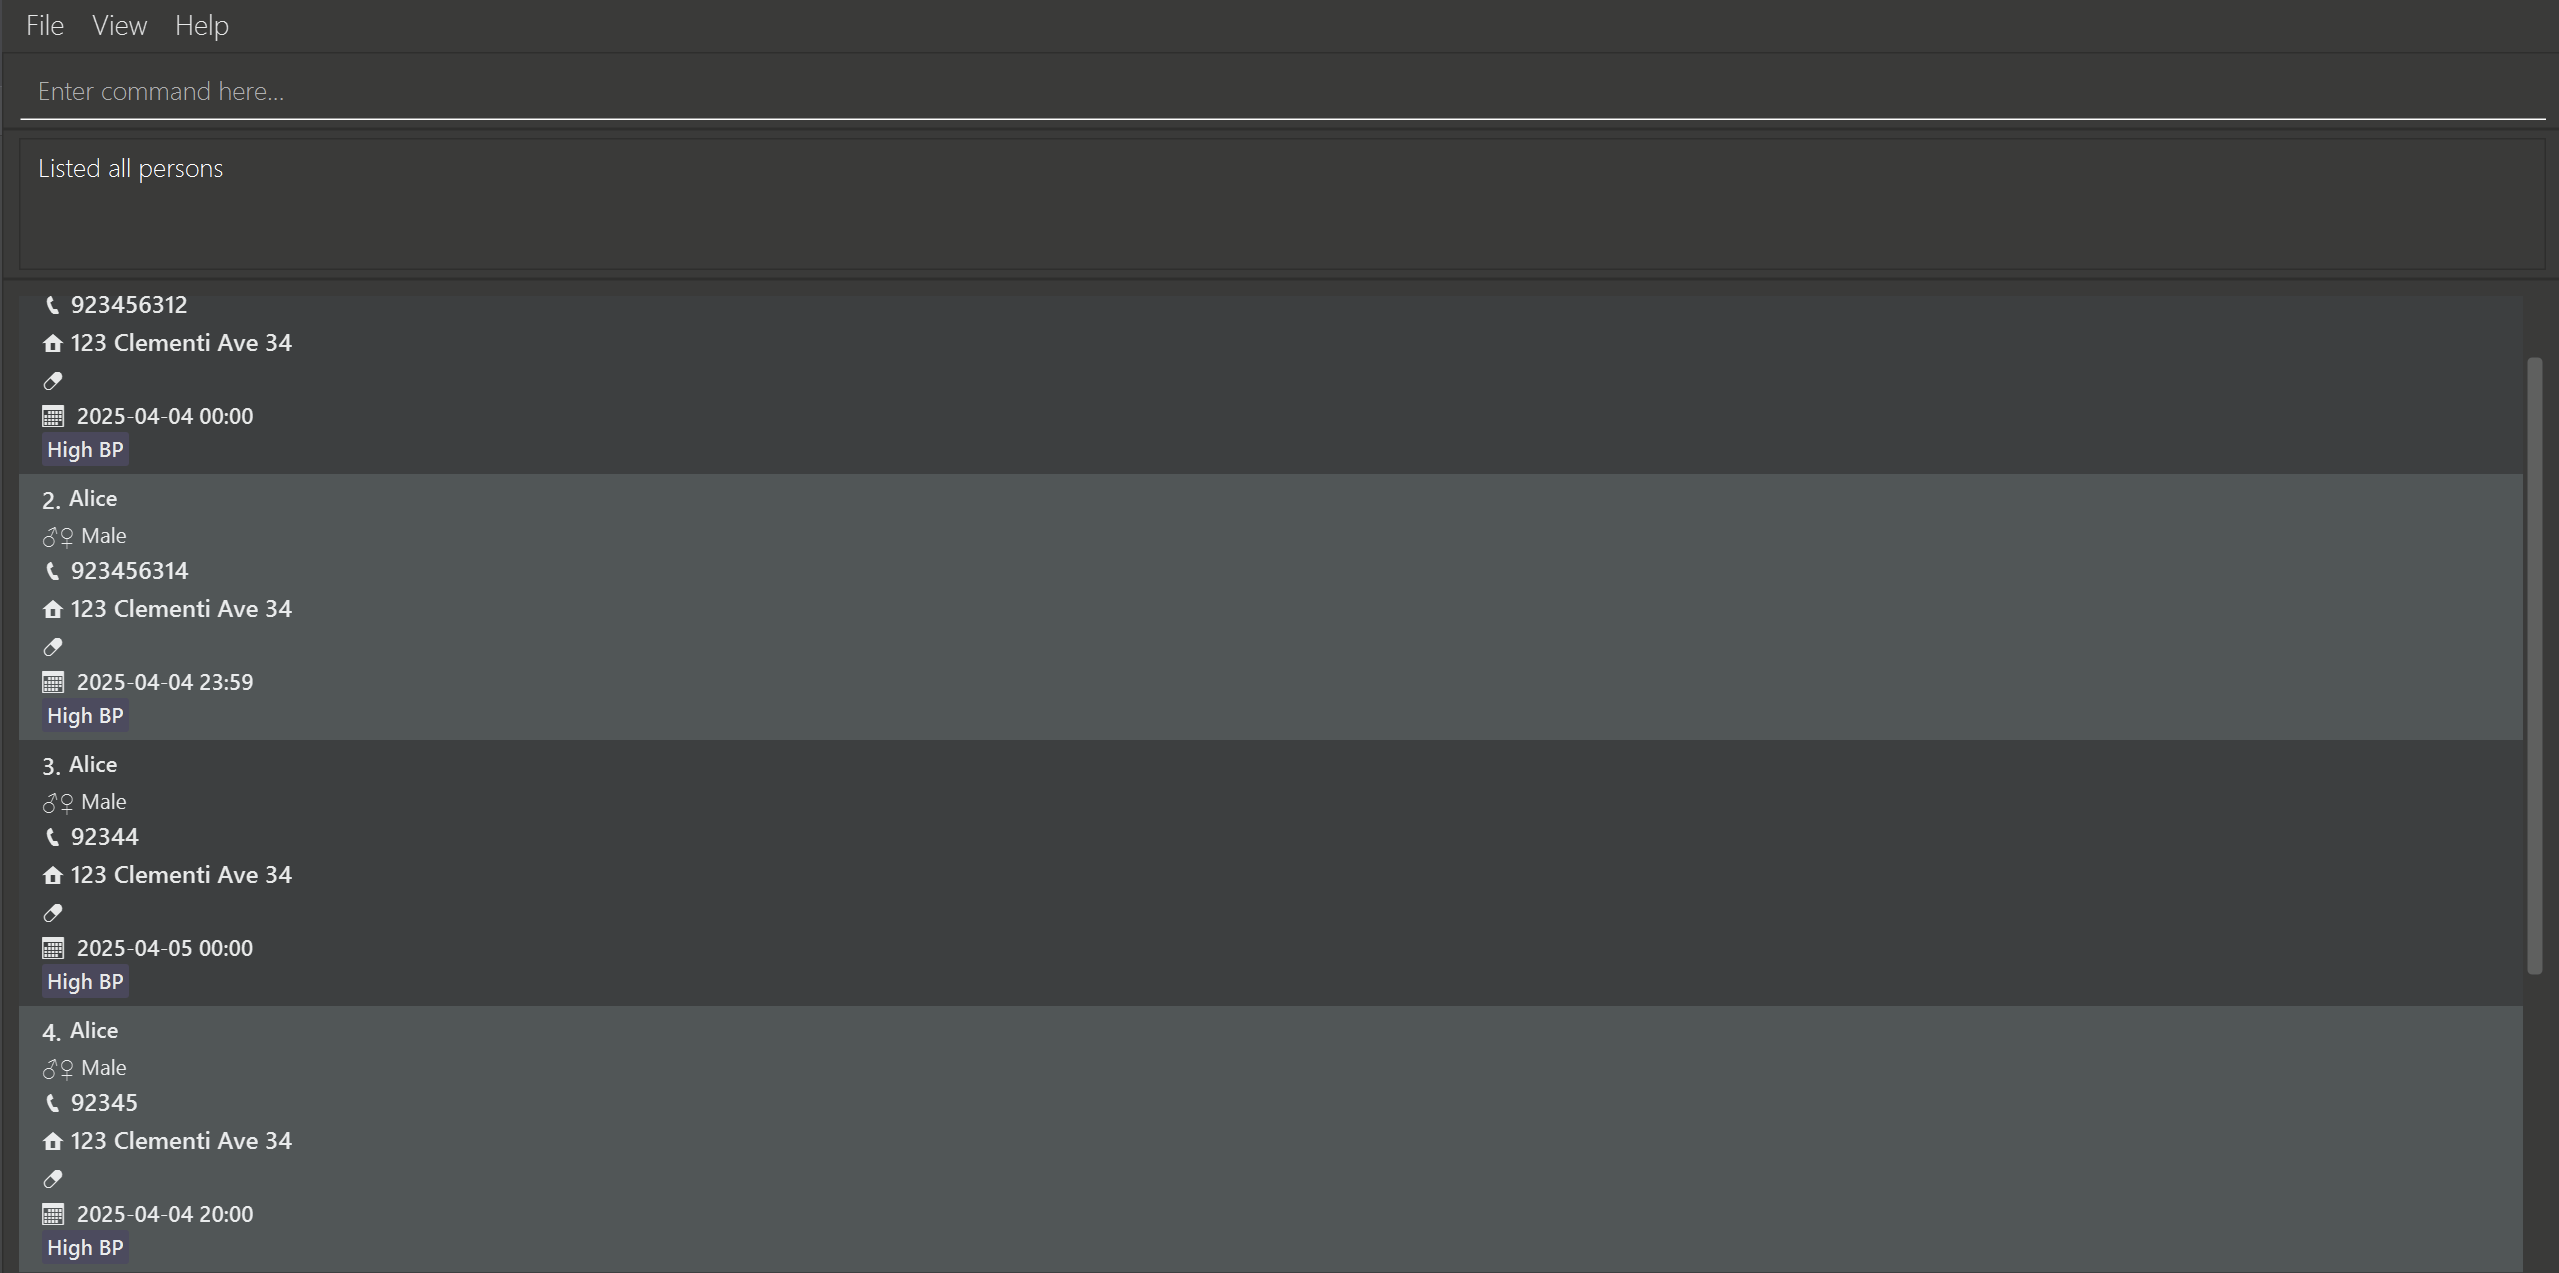 File View Help
Enter command here...
Listed all persons
923456312
123 Clementi Ave 34
2025-04-04 00:00
High BP
2. Alice
Male
923456314
123 Clementi Ave 34
2025-04-04 23:59
High BP
3. Alice
Male
92344
123 Clementi Ave 34
2025-04-05 00:00
High BP
4. Alice
Male
92345
123 Clementi Ave 34
2025-04-04 20:00
High BP